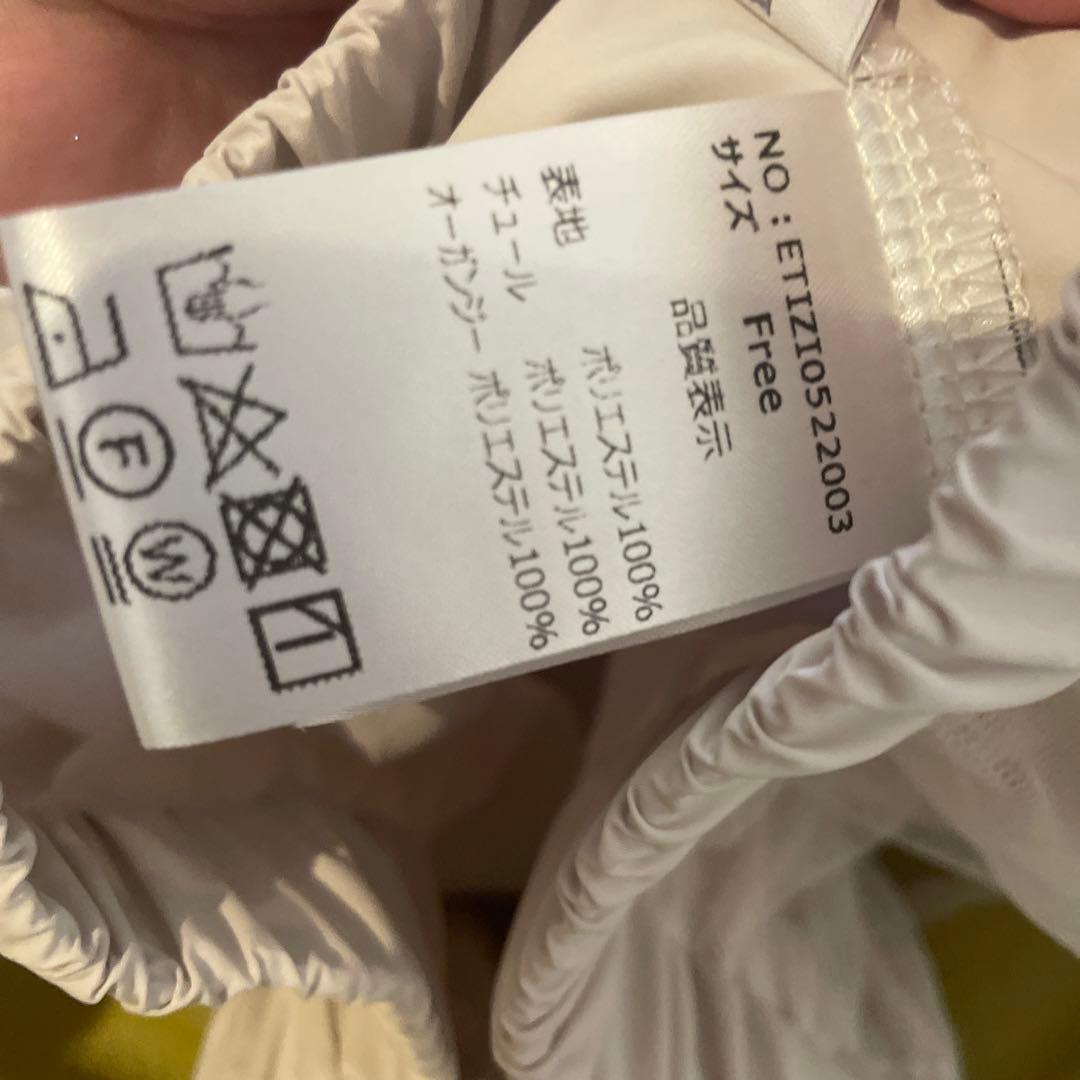 NO：ETIZI0522003
サイズ Free
品質表示
表地 ポリエステル100%
チュール ポリエステル100%
オーガンジー ポリエステル100%
F
W